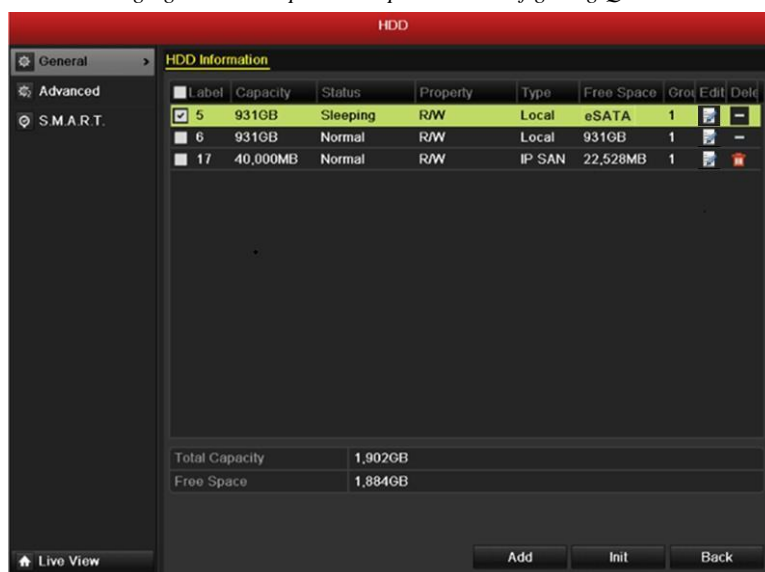 HDD
General
HDD Information
Advanced
Label Capacity Status Property Type Free Space Grou Edit Dele
5 931GB Sleeping R/W Local eSATA 1
S.M.A.R.T.
6 931GB Normal R/W Local 931GB 1
17 40,000MB Normal R/W IP SAN 22,528MB 1
Total Capacity 1,902GB
Free Space 1,884GB
Live View
Add Init Back